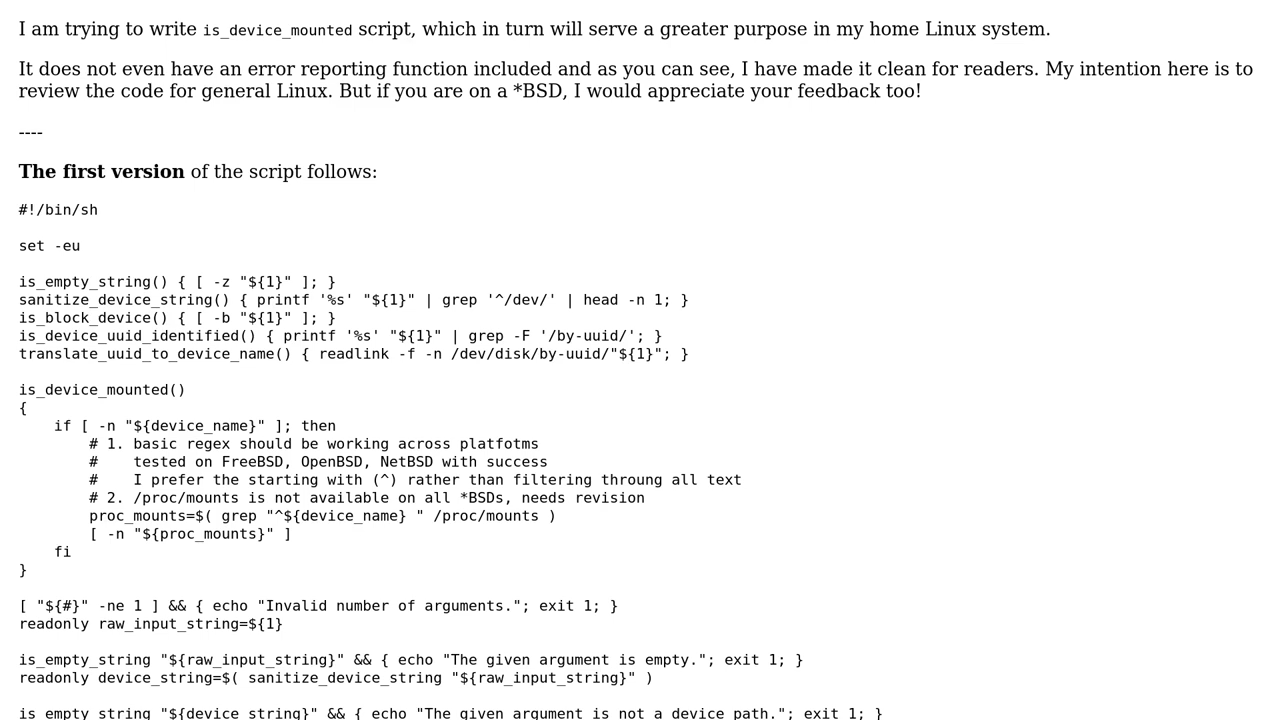 I am trying to write is_device_mounted script, which in turn will serve a greater purpose in my home Linux system.
It does not even have an error reporting function included and as you can see, I have made it clean for readers. My intention here is to
review the code for general Linux. But if you are on a *BSD, I would appreciate your feedback too!
----
The first version of the script follows:
#!/bin/sh
set -eu
is_empty_string() { [ -z "${1}" ]; }
sanitize_device_string() { printf '%s' "${1}" | grep '^/dev/' | head -n 1; }
is_block_device() { [ -b "${1}" ]; }
is_device_uuid_identified() { printf '%s' "${1}" | grep -F '/by-uuid/'; }
translate_uuid_to_device_name() { readlink -f -n /dev/disk/by-uuid/"${1}"; }
is_device_mounted()
{
    if [ -n "${device_name}" ]; then
        # 1. basic regex should be working across platfotms
        #    tested on FreeBSD, OpenBSD, NetBSD with success
        #    I prefer the starting with (^) rather than filtering throung all text
        # 2. /proc/mounts is not available on all *BSDs, needs revision
        proc_mounts=$( grep "^${device_name} " /proc/mounts )
        [ -n "${proc_mounts}" ]
    fi
}
[ "${#}" -ne 1 ] && { echo "Invalid number of arguments."; exit 1; }
readonly raw_input_string=${1}
is_empty_string "${raw_input_string}" && { echo "The given argument is empty."; exit 1; }
readonly device_string=$( sanitize_device_string "${raw_input_string}" )
is_empty_string "${device_string}" && { echo "The given argument is not a device path."; exit 1; }